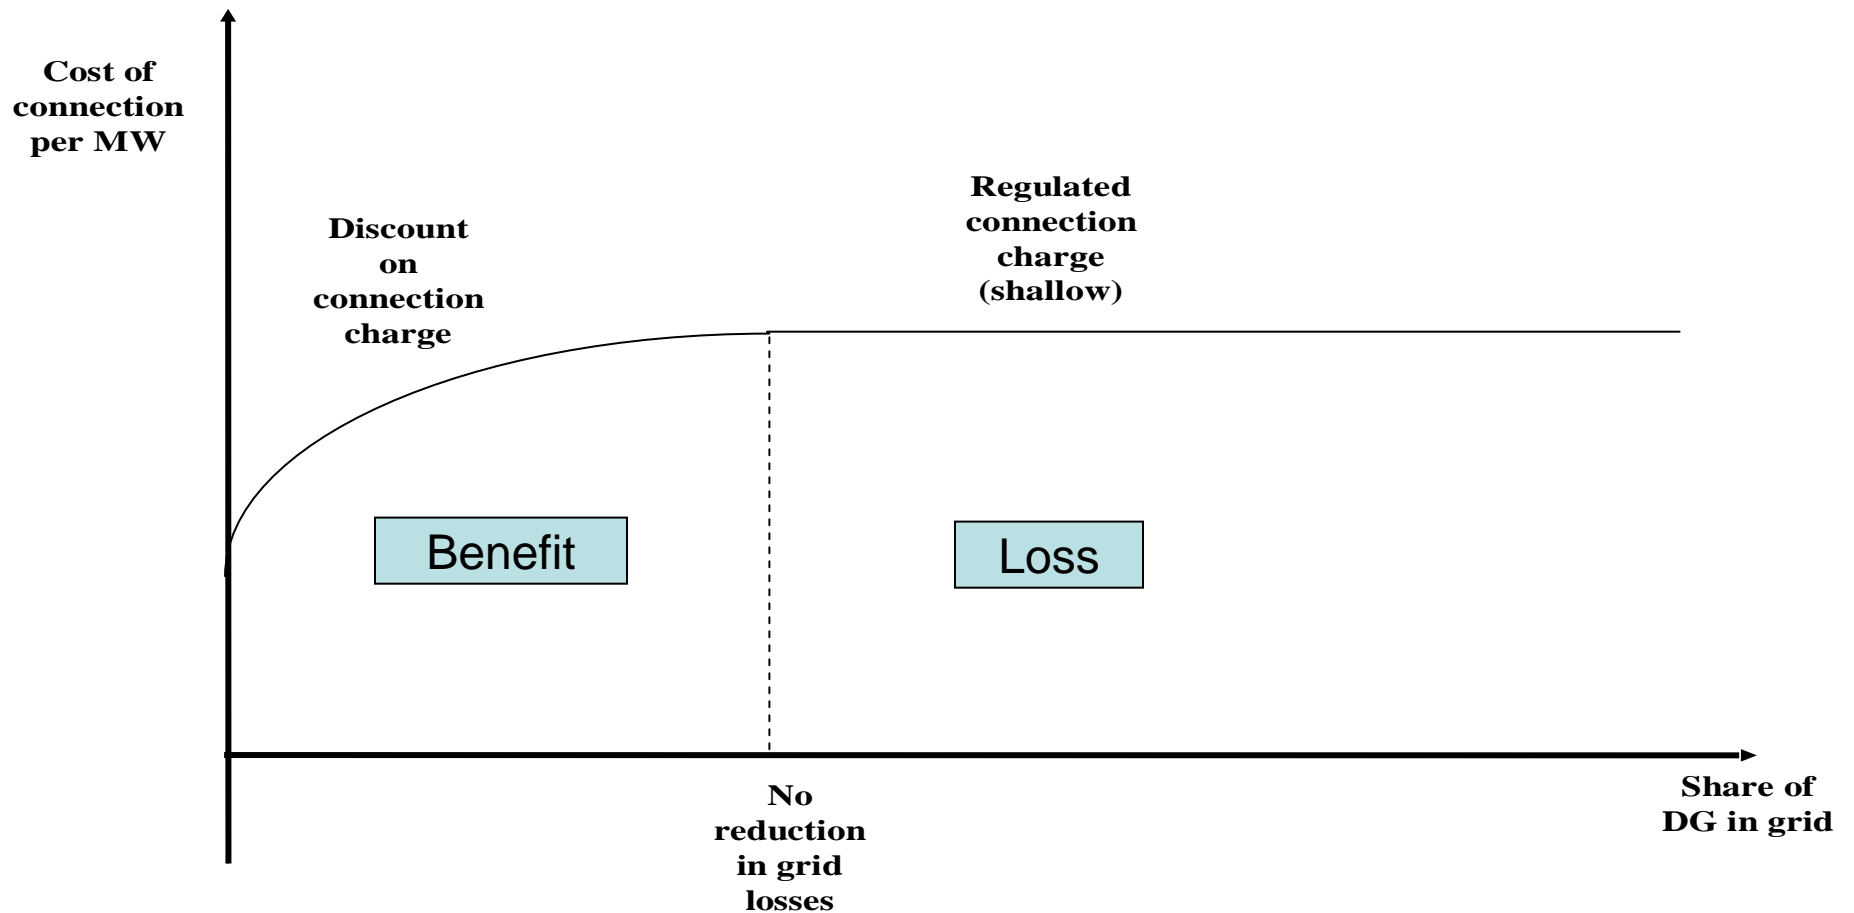 Cost of
connection
per MW
Discount
on
connection
charge
Regulated
connection
charge
(shallow)
Benefit
Loss
No
reduction
in grid
losses
Share of
DG in grid